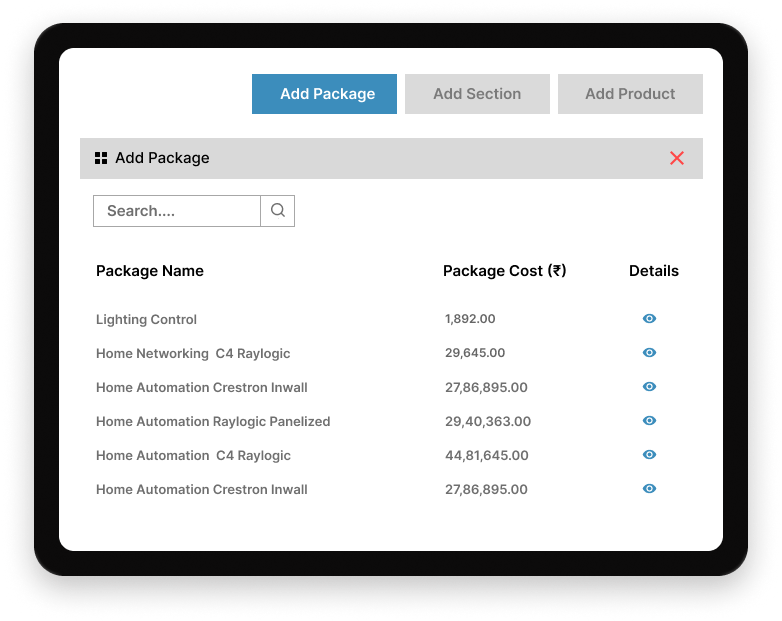 Add Package Add Section Add Product
Add Package
Search....
Package Name Package Cost (₹) Details
Lighting Control 1,892.00
Home Networking  C4 Raylogic 29,645.00
Home Automation Crestron Inwall 27,86,895.00
Home Automation Raylogic Panelized 29,40,363.00
Home Automation  C4 Raylogic 44,81,645.00
Home Automation Crestron Inwall 27,86,895.00